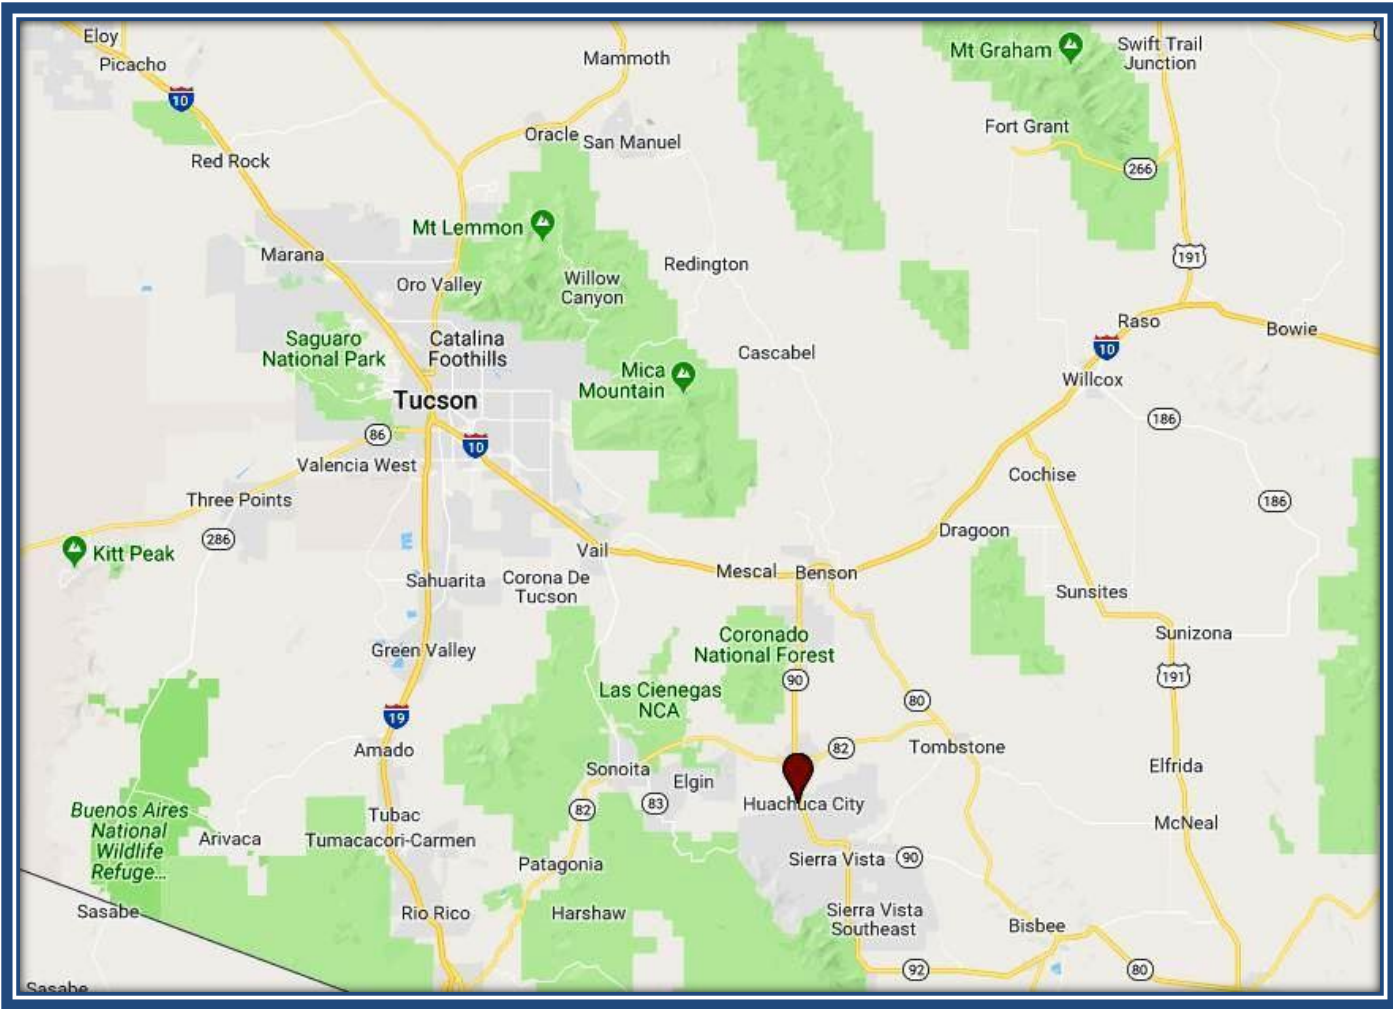 Eloy
Picacho
10
Red Rock
Mammoth
Oracle
San Manuel
Mt Graham
Swift Trail
Junction
Fort Grant
266
191
Mt Lemmon
Marana
Oro Valley
Willow
Canyon
Redington
Saguaro
National Park
Catalina
Foothills
Mica
Mountain
Cascabel
Raso
Bowie
10
Willcox
186
Tucson
86
10
Valencia West
Three Points
286
Kitt Peak
Cochise
186
Dragoon
Vail
Mescal
Benson
Sahuarita
Corona De
Tucson
Sunsites
Sunizona
191
Green Valley
Coronado
National Forest
90
Las Cienegas
NCA
80
19
Amado
82
Tombstone
Sonoita
Elgin
Elfrida
82
83
Huachuca City
McNeal
Buenos Aires
National
Wildlife
Refuge...
Arivaca
Tubac
Tumacacori-Carmen
Patagonia
Sierra Vista
90
Sasabe
Rio Rico
Harshaw
Sierra Vista
Southeast
Bisbee
92
80
Sasabe